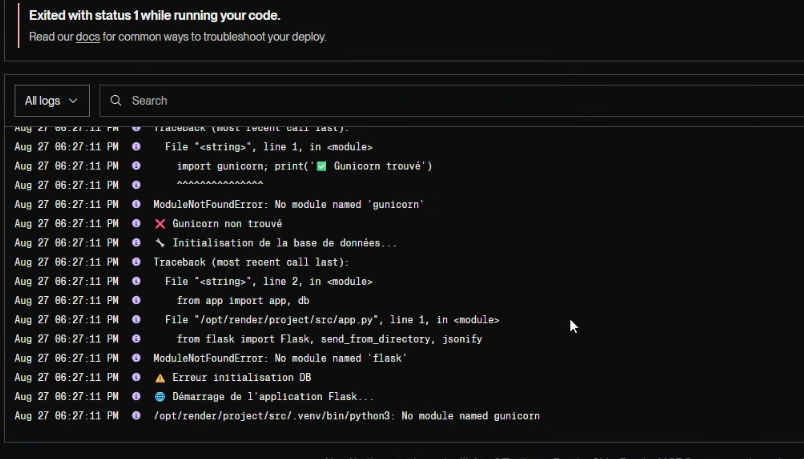 Exited with status 1 while running your code.
Read our docs for common ways to troubleshoot your deploy.
All logs
Search
Aug 27 06:27:11 PM Traceback (most recent call last):
Aug 27 06:27:11 PM File "<string>", line 1, in <module>
Aug 27 06:27:11 PM import gunicorn; print('✅ Gunicorn trouvé')
Aug 27 06:27:11 PM ^^^^^^^^^^^^^^^
Aug 27 06:27:11 PM ModuleNotFoundError: No module named 'gunicorn'
Aug 27 06:27:11 PM ❌ Gunicorn non trouvé
Aug 27 06:27:11 PM 🔧 Initialisation de la base de données...
Aug 27 06:27:11 PM Traceback (most recent call last):
Aug 27 06:27:11 PM File "<string>", line 2, in <module>
Aug 27 06:27:11 PM from app import app, db
Aug 27 06:27:11 PM File "/opt/render/project/src/app.py", line 1, in <module>
Aug 27 06:27:11 PM from flask import Flask, send_from_directory, jsonify
Aug 27 06:27:11 PM ModuleNotFoundError: No module named 'flask'
Aug 27 06:27:11 PM ⚠️ Erreur initialisation DB
Aug 27 06:27:11 PM 🌐 Démarrage de l'application Flask...
Aug 27 06:27:11 PM /opt/render/project/src/.venv/bin/python3: No module named gunicorn